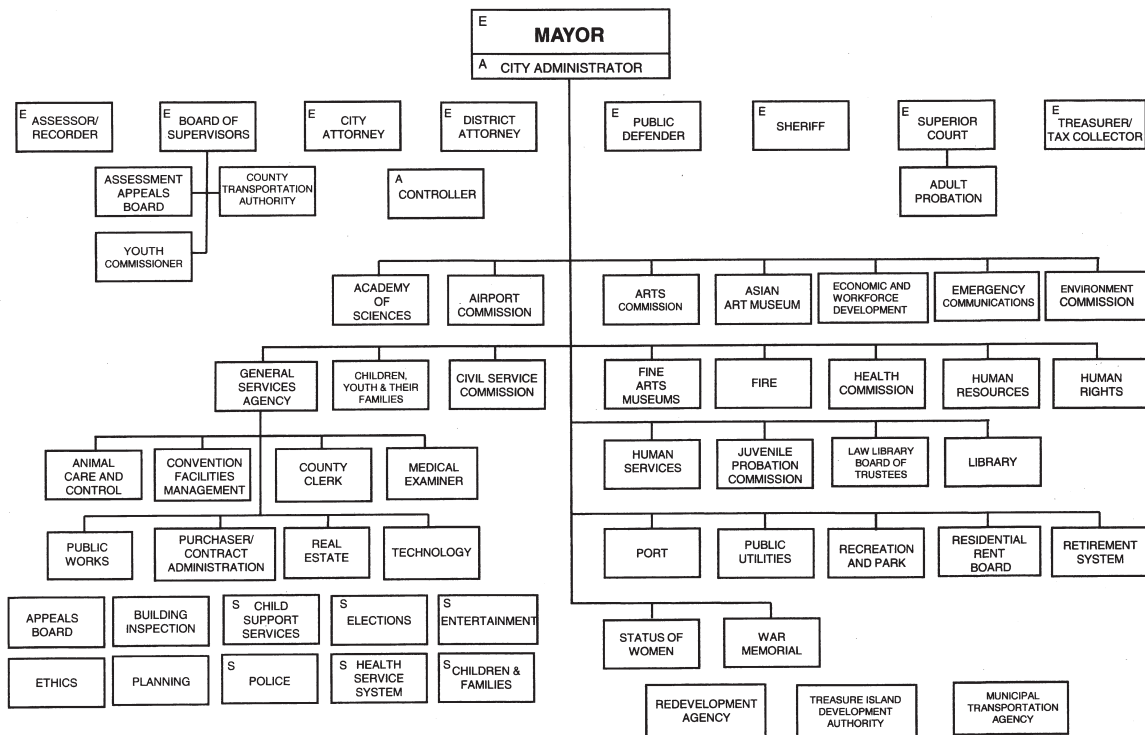 E
MAYOR
A CITY ADMINISTRATOR
E ASSESSOR/
RECORDER
E BOARD OF
SUPERVISORS
E CITY
ATTORNEY
E DISTRICT
ATTORNEY
E PUBLIC
DEFENDER
E SHERIFF
E SUPERIOR
COURT
E TREASURER/
TAX COLLECTOR
ASSESSMENT
APPEALS
BOARD
COUNTY
TRANSPORTATION
AUTHORITY
A
CONTROLLER
ADULT
PROBATION
YOUTH
COMMISSIONER
ACADEMY
OF
SCIENCES
AIRPORT
COMMISSION
ARTS
COMMISSION
ASIAN
ART MUSEUM
ECONOMIC AND
WORKFORCE
DEVELOPMENT
EMERGENCY
COMMUNICATIONS
ENVIRONMENT
COMMISSION
GENERAL
SERVICES
AGENCY
CHILDREN,
YOUTH & THEIR
FAMILIES
CIVIL SERVICE
COMMISSION
FINE
ARTS
MUSEUMS
FIRE
HEALTH
COMMISSION
HUMAN
RESOURCES
HUMAN
RIGHTS
ANIMAL
CARE AND
CONTROL
CONVENTION
FACILITIES
MANAGEMENT
COUNTY
CLERK
MEDICAL
EXAMINER
HUMAN
SERVICES
JUVENILE
PROBATION
COMMISSION
LAW LIBRARY
BOARD OF
TRUSTEES
LIBRARY
PUBLIC
WORKS
PURCHASER/
CONTRACT
ADMINISTRATION
REAL
ESTATE
TECHNOLOGY
PORT
PUBLIC
UTILITIES
RECREATION
AND PARK
RESIDENTIAL
RENT
BOARD
RETIREMENT
SYSTEM
APPEALS
BOARD
BUILDING
INSPECTION
S CHILD
SUPPORT
SERVICES
S
ELECTIONS
S
ENTERTAINMENT
STATUS OF
WOMEN
WAR
MEMORIAL
ETHICS
PLANNING
S
POLICE
S HEALTH
SERVICE
SYSTEM
S CHILDREN &
FAMILIES
REDEVELOPMENT
AGENCY
TREASURE ISLAND
DEVELOPMENT
AUTHORITY
MUNICIPAL
TRANSPORTATION
AGENCY